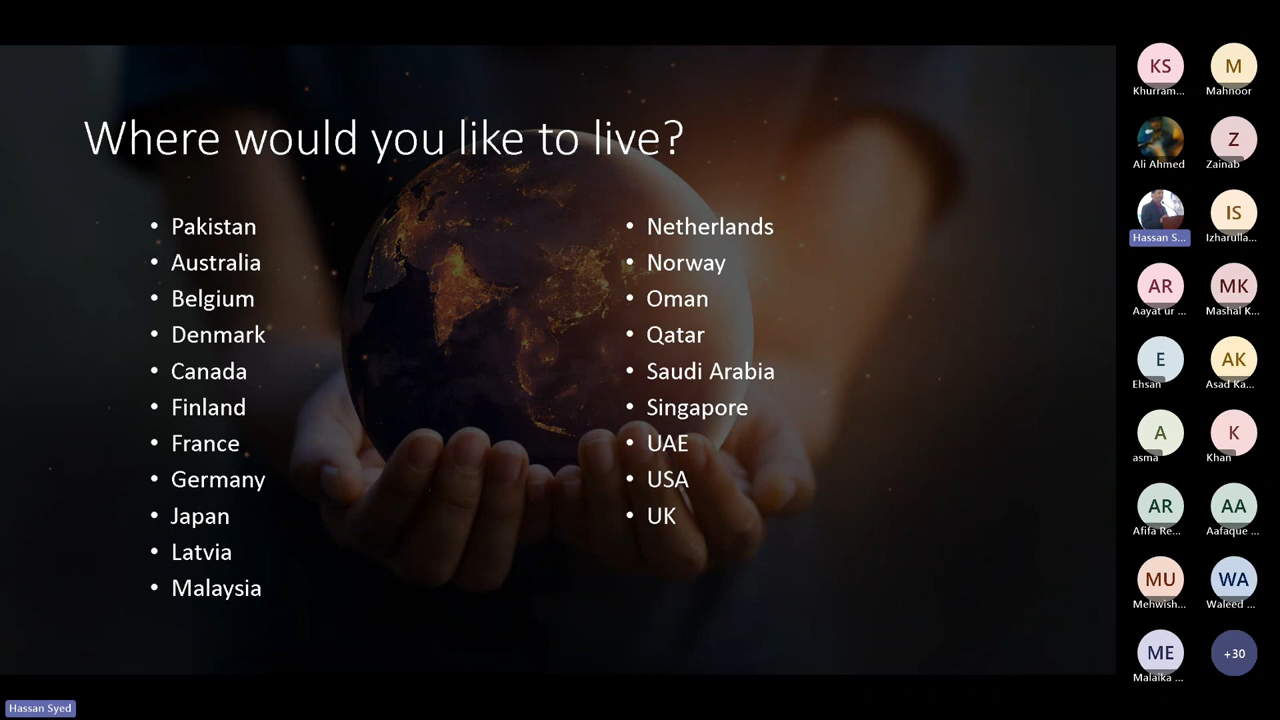 Where would you like to live?
• Pakistan
• Australia
• Belgium
• Denmark
• Canada
• Finland
• France
• Germany
• Japan
• Latvia
• Malaysia
• Netherlands
• Norway
• Oman
• Qatar
• Saudi Arabia
• Singapore
• UAE
• USA
• UK
KS
Khurram...
M
Mahnoor
Ali Ahmed
Z
Zainab
Hassan S...
IS
Izharulla...
AR
Aayat ur ...
MK
Mashal K...
E
Ehsan
AK
Asad Ka...
A
asma
K
Khan
AR
Afifa Re...
AA
Aafaque ...
MU
Mehwish...
WA
Waleed ...
ME
Malaika ...
+30
Hassan Syed